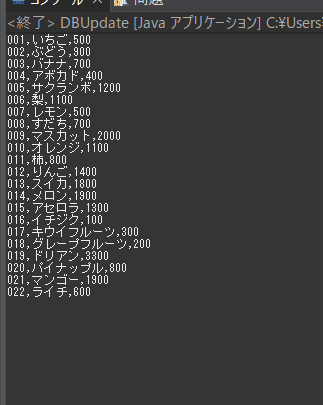 コンソール 問題
<終了> DBUpdate [Java アプリケーション] C:¥Users¥
001,いちご,500
002,ぶどう,900
003,バナナ,700
004,アボカド,400
005,サクランボ,1200
006,梨,1100
007,レモン,500
008,すだち,700
009,マスカット,2000
010,オレンジ,1100
011,柿,800
012,りんご,1400
013,スイカ,1800
014,メロン,1900
015,アセロラ,1300
016,イチジク,100
017,キウイフルーツ,300
018,グレープフルーツ,200
019,ドリアン,3300
020,パイナップル,800
021,マンゴー,1900
022,ライチ,600